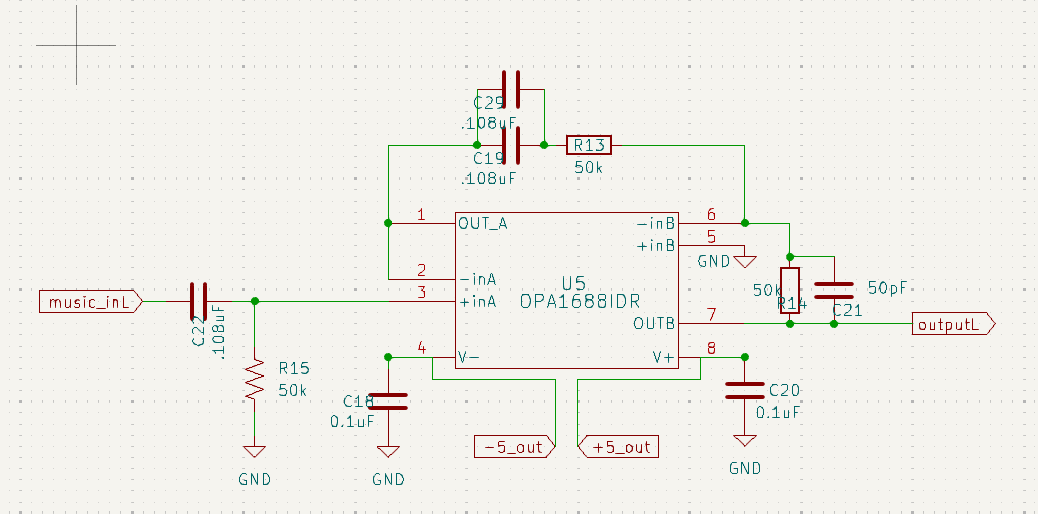 C29
.108uF
C19
.108uF
R13
50k
1
OUT_A
-inB
6
+inB
5
GND
2
-inA
U5
OPA1688IDR
3
+inA
music_inL
C22
.108uF
50k
R14
50pF
C21
OUTB
7
outputL
4
V-
V+
8
R15
50k
C18
0.1uF
C20
0.1uF
-5_out
+5_out
GND
GND
GND